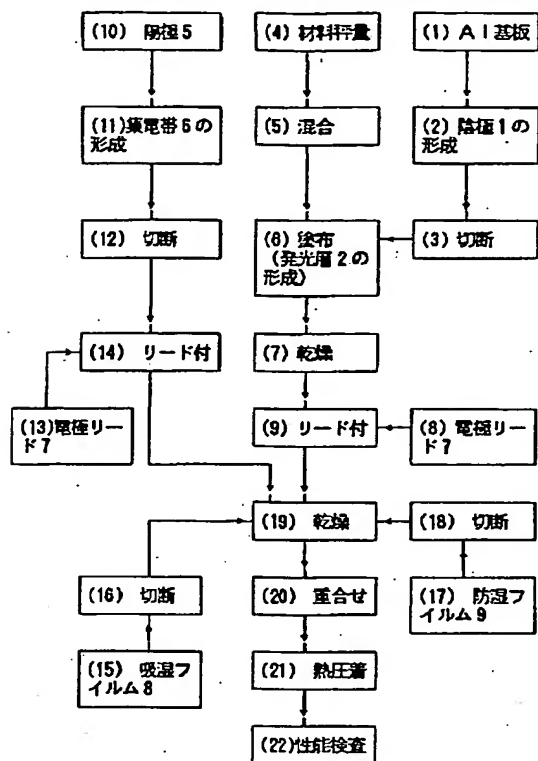 (10) 陽極5
(4) 材料秤量
(1) Al基板
(11)集電帯6の
形成
(5) 混合
(2) 陰極1の
形成
(12) 切断
(6) 塗布
(発光層2の
形成)
(3) 切断
(14) リード付
(7) 乾燥
(13)電極リー
ド7
(9) リード付
(8) 電極リー
ド7
(19) 乾燥
(18) 切断
(16) 切断
(20) 重合せ
(17) 防湿フ
イルム9
(15) 吸湿フ
イルム8
(21) 熱圧着
(22)性能検査